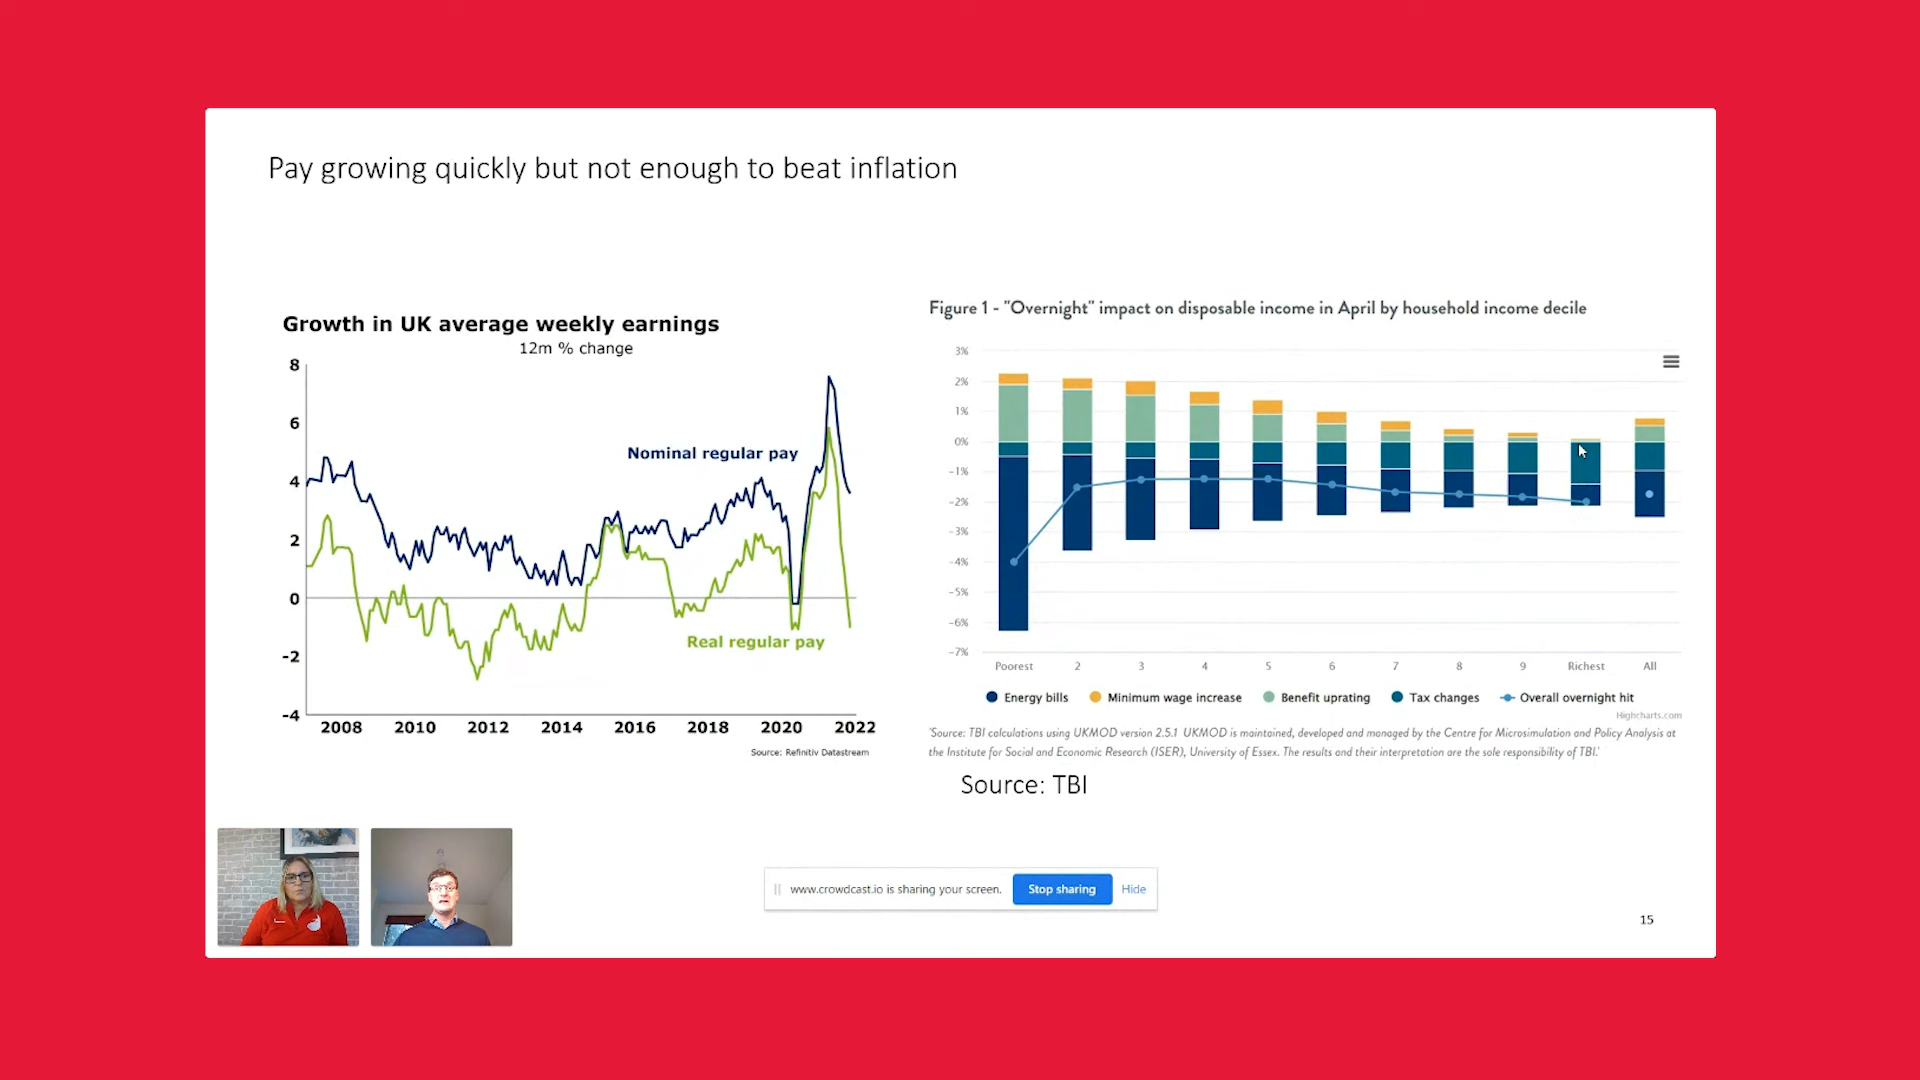 Pay growing quickly but not enough to beat inflation
Growth in UK average weekly earnings
12m % change
8
6
4
2
0
-2
-4
Nominal regular pay
Real regular pay
2008 2010 2012 2014 2016 2018 2020 2022
Source: Refinitiv Datastream
Figure 1 - "Overnight" impact on disposable income in April by household income decile
3%
2%
1%
0%
-1%
-2%
-3%
-4%
-5%
-6%
-7%
Poorest 2 3 4 5 6 7 8 9 Richest All
Energy bills Minimum wage increase Benefit uprating Tax changes Overall overnight hit
Highcharts.com
'Source: TBI calculations using UKMOD version 2.5.1 UKMOD is maintained, developed and managed by the Centre for Microsimulation and Policy Analysis at
the Institute for Social and Economic Research (ISER), University of Essex. The results and their interpretation are the sole responsibility of TBI.'
Source: TBI
www.crowdcast.io is sharing your screen. Stop sharing Hide
15